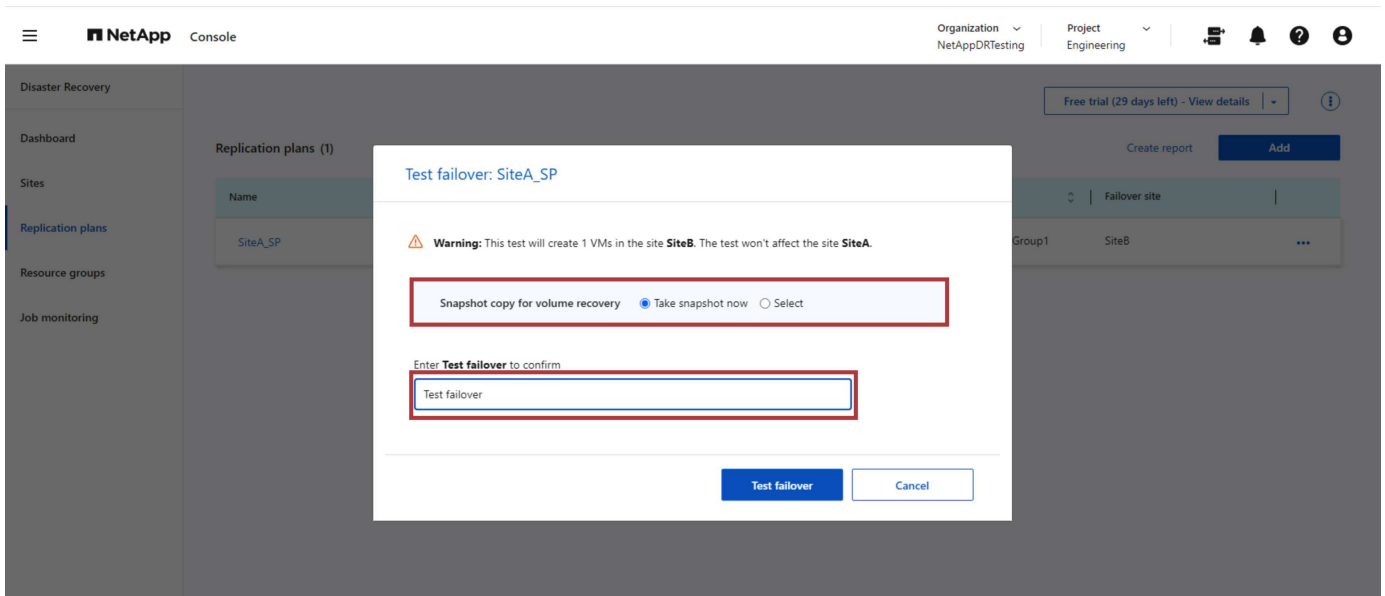 NetApp Console
Organization
NetAppDRTesting
Project
Engineering
Disaster Recovery
Free trial (29 days left) - View details
Dashboard
Sites
Replication plans
Resource groups
Job monitoring
Replication plans (1)
Create report
Add
Name
Failover site
SiteA_SP
Group1
SiteB
Test failover: SiteA_SP
Warning: This test will create 1 VMs in the site SiteB. The test won't affect the site SiteA.
Snapshot copy for volume recovery
Take snapshot now
Select
Enter Test failover to confirm
Test failover
Test failover
Cancel